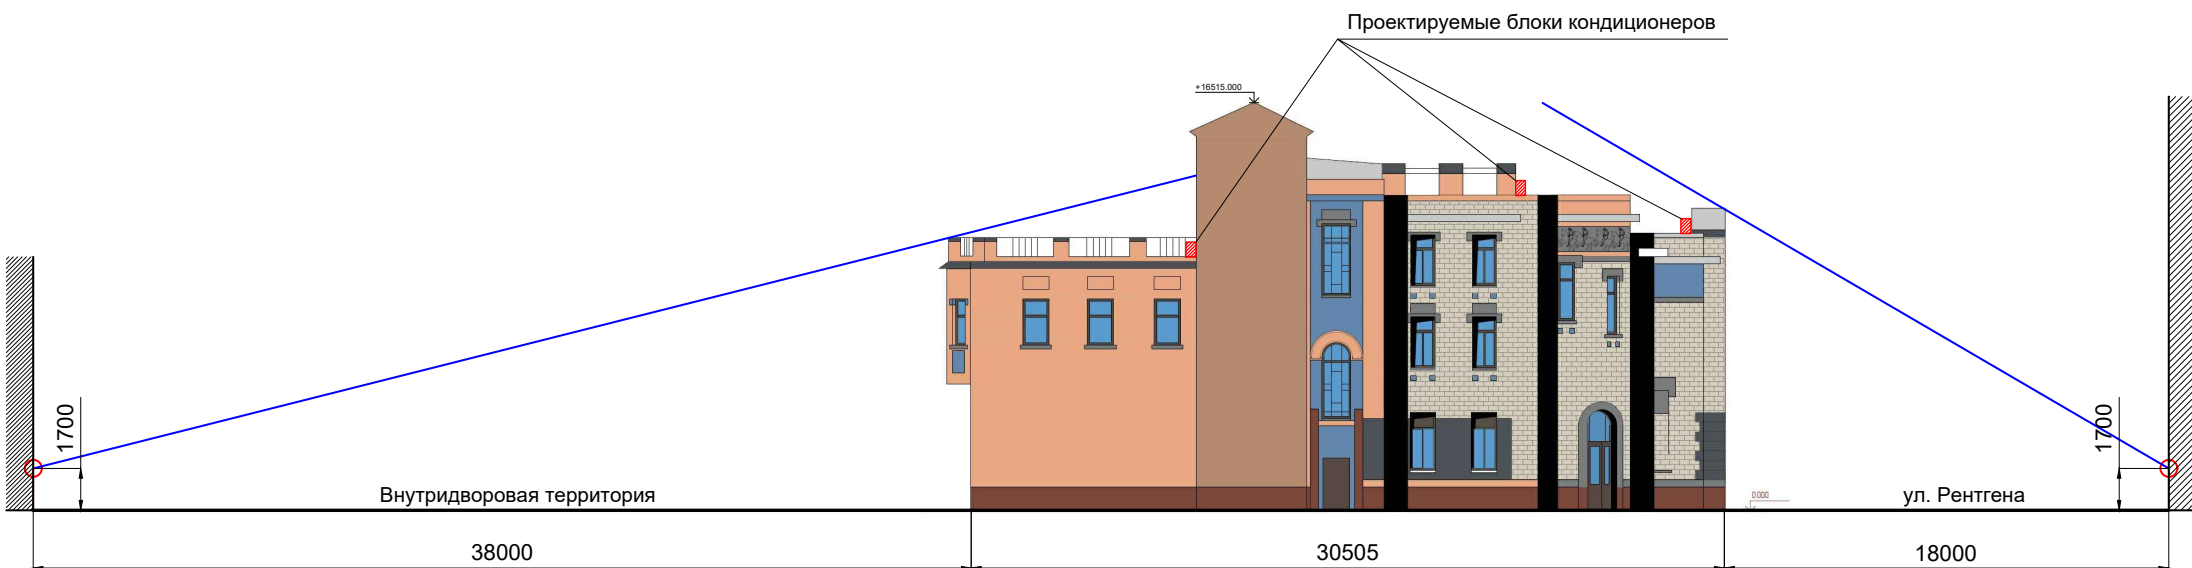 Проектируемые блоки кондиционеров
+16515.000
1700
1700
Внутридворовая территория
0.000
ул. Рентгена
38000
30505
18000